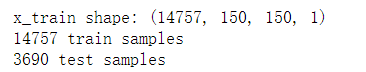 x_train shape: (14757, 150, 150, 1)
14757 train samples
3690 test samples